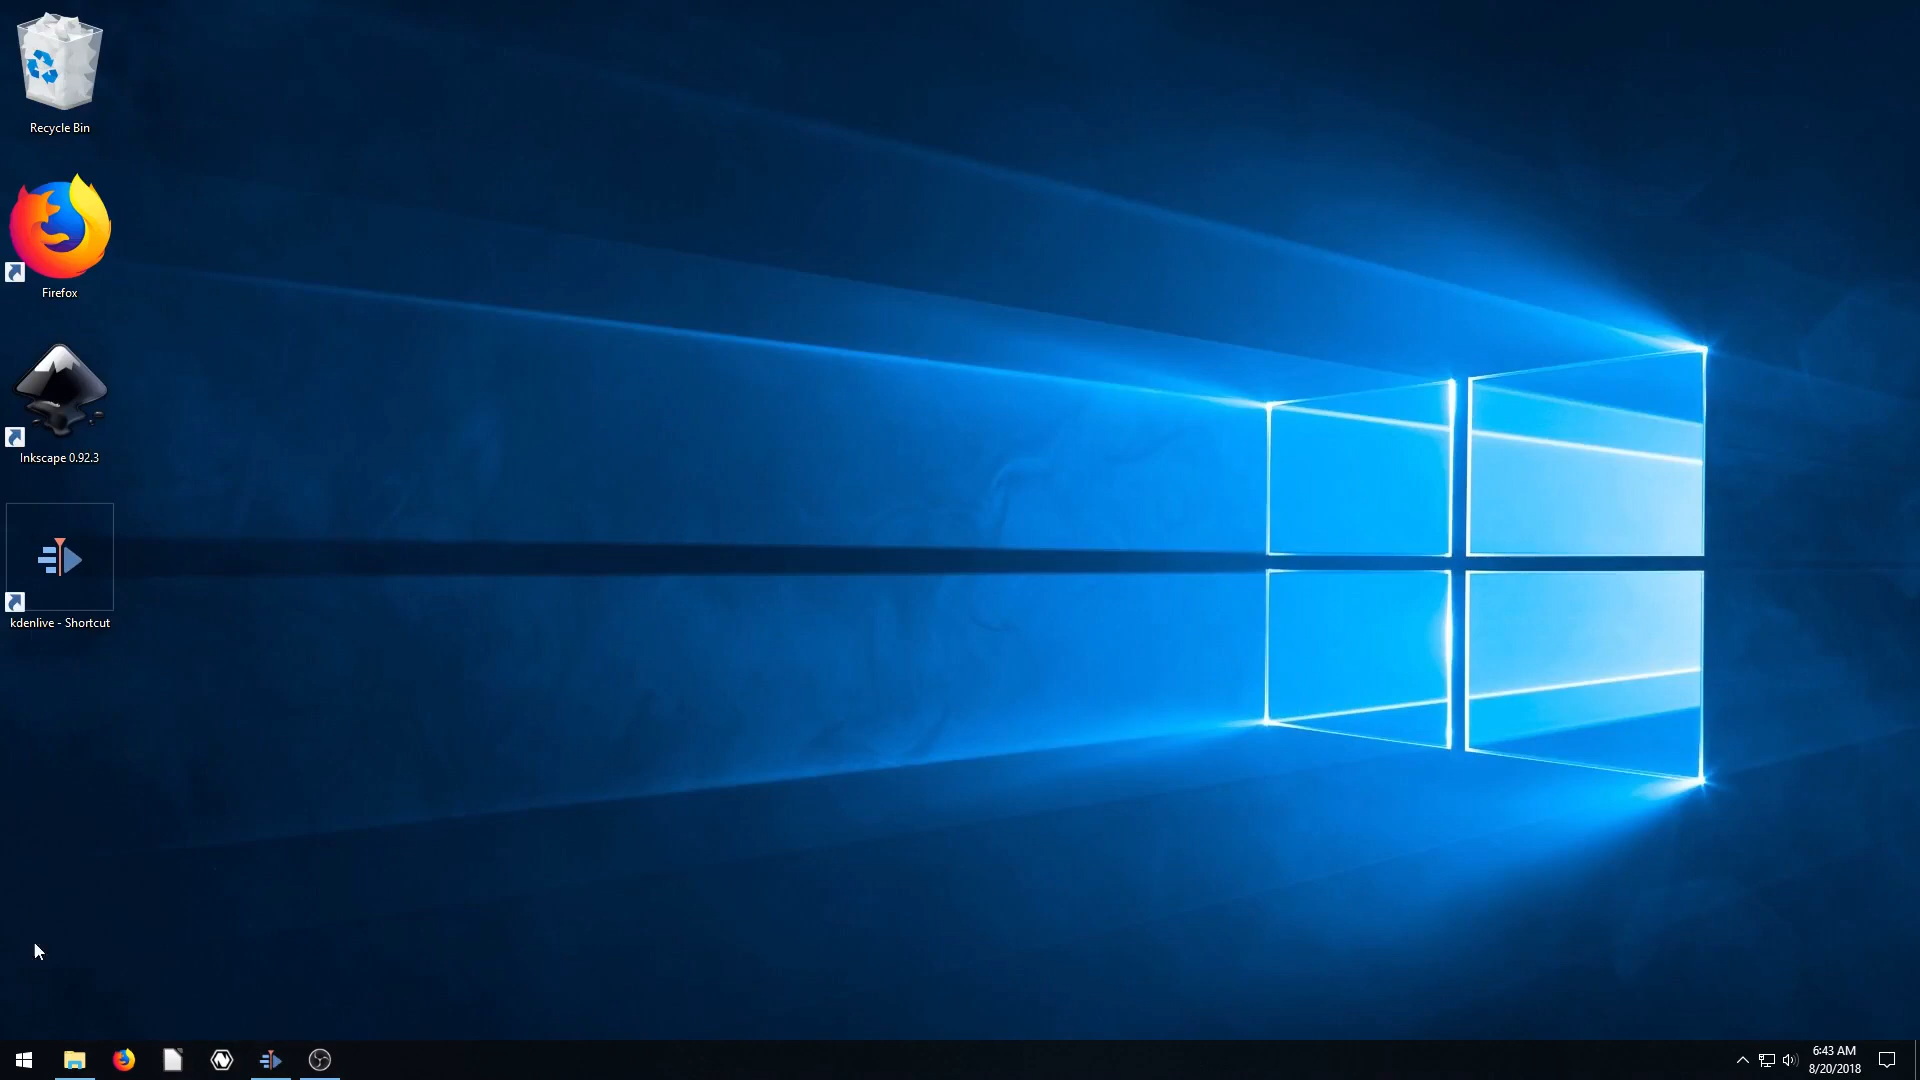 Recycle Bin
Firefox
Inkscape 0.92.3
kdenlive - Shortcut
6:43 AM
8/20/2018